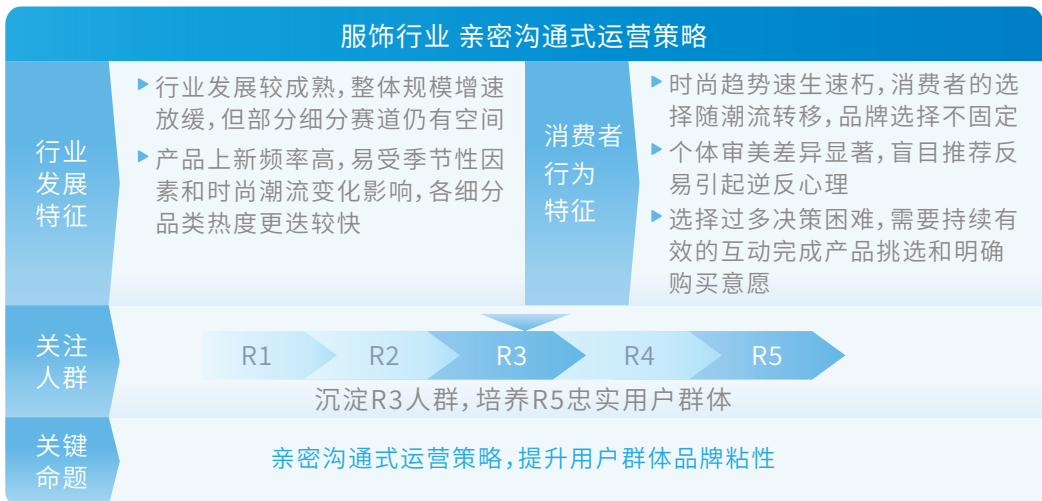 服饰行业 亲密沟通式运营策略
行业
发展
特征
行业发展较成熟，整体规模增速
放缓，但部分细分赛道仍有空间
产品上新频率高，易受季节性因
素和时尚潮流变化影响，各细分
品类热度更迭较快
消费者
行为
特征
时尚趋势速生速朽，消费者的选
择随潮流转移，品牌选择不固定
个体审美差异显著，盲目推荐反
易引起逆反心理
选择过多决策困难，需要持续有
效的互动完成产品挑选和明确
购买意愿
关注
人群
R1 R2 R3 R4 R5
沉淀R3人群，培养R5忠实用户群体
关键
命题
亲密沟通式运营策略，提升用户群体品牌粘性